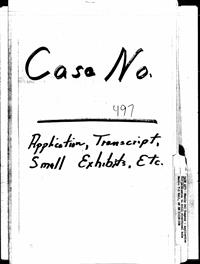 Case No.
497
Application, Transcript,
Small Exhibits, Etc.